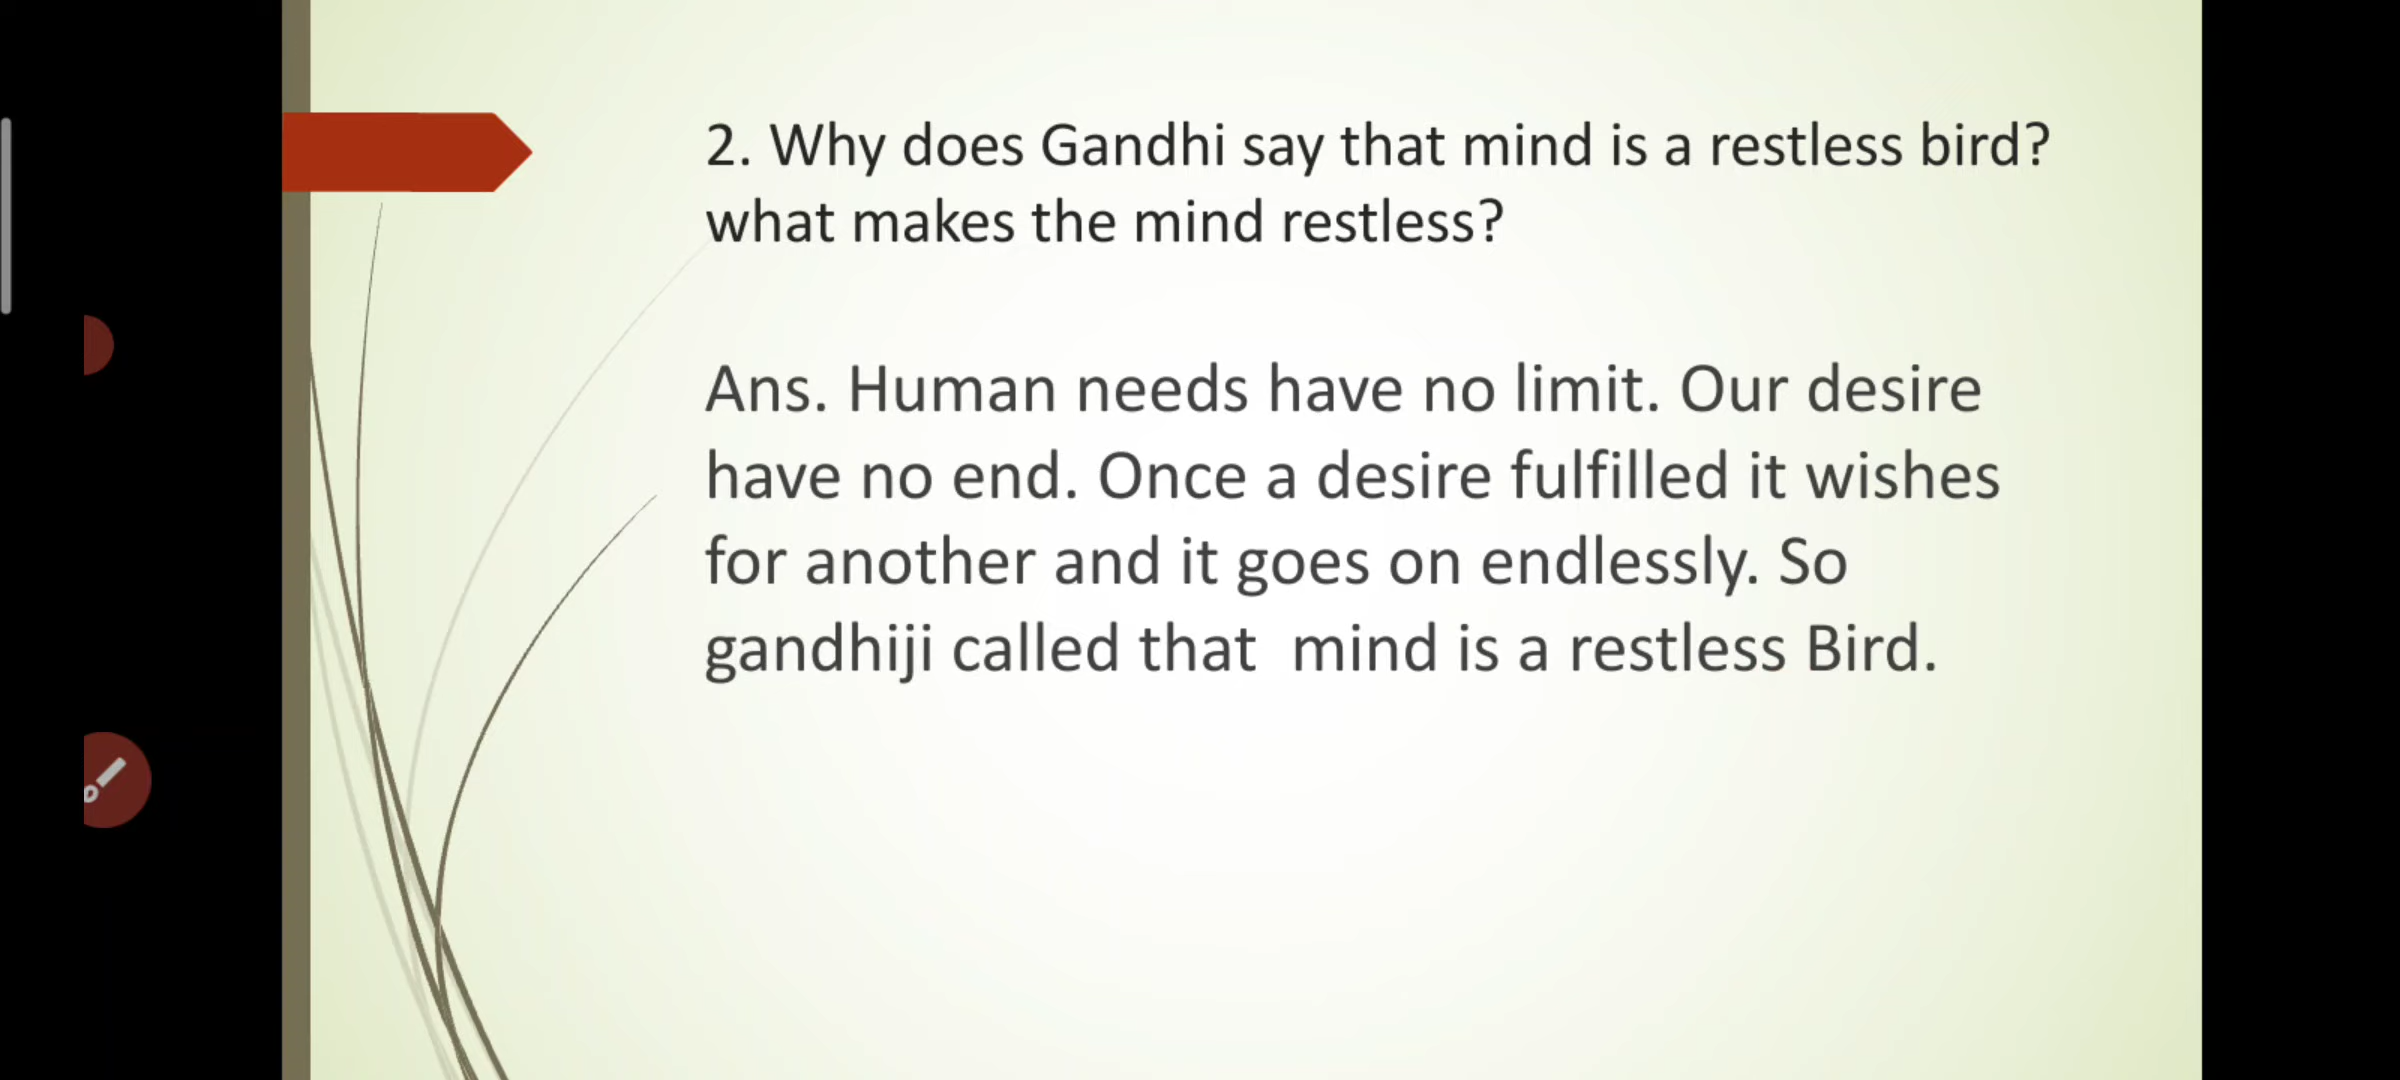 2. Why does Gandhi say that mind is a restless bird?
what makes the mind restless?
Ans. Human needs have no limit. Our desire
have no end. Once a desire fulfilled it wishes
for another and it goes on endlessly. So
gandhiji called that  mind is a restless Bird.